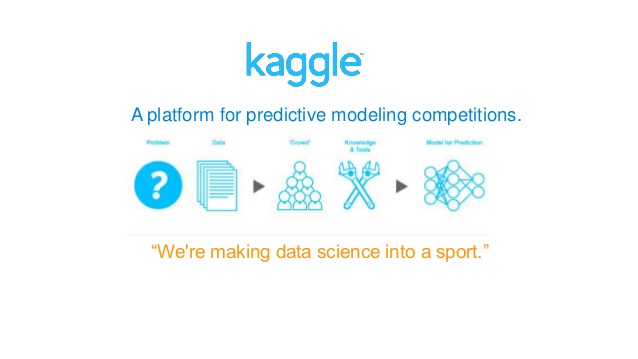 kaggle™
A platform for predictive modeling competitions.
Problem Data 'Crowd' Knowledge & Tools Model for Prediction
?
“We're making data science into a sport.”